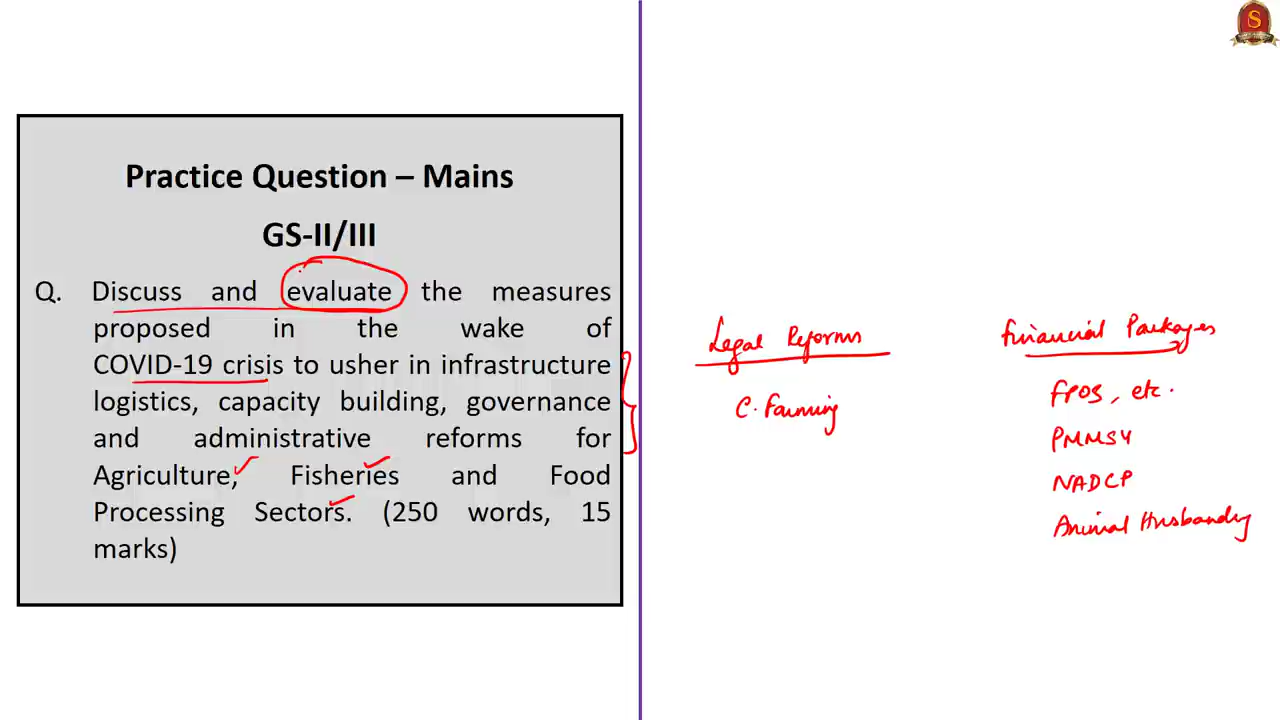 Practice Question – Mains
GS-II/III
Q. Discuss and evaluate the measures
proposed in the wake of
COVID-19 crisis to usher in infrastructure
logistics, capacity building, governance
and administrative reforms for
Agriculture, Fisheries and Food
Processing Sectors. (250 words, 15
marks)
Legal Reforms
C. Farming
Financial Packages
FPOs, etc.
PMMSY
NADCP
Animal Husbandry
S